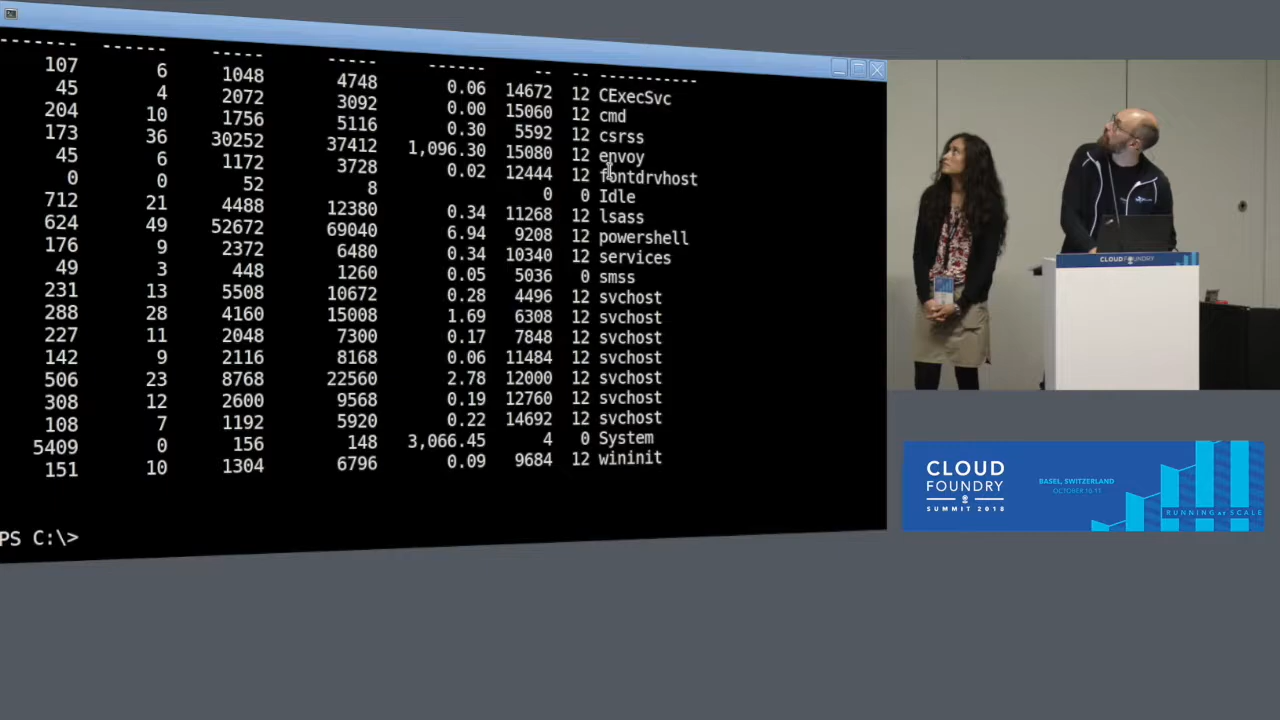 ------- ------ ----- ----- ------ -- -- -----------
107 6 1048 4748 0.06 14672 12 CExecSvc
45 4 2072 3092 0.00 15060 12 cmd
204 10 1756 5116 0.30 5592 12 csrss
173 36 30252 37412 1,096.30 15080 12 envoy
45 6 1172 3728 0.02 12444 12 fontdrvhost
0 0 52 8 0 0 Idle
712 21 4488 12380 0.34 11268 12 lsass
624 49 52672 69040 6.94 9208 12 powershell
176 9 2372 6480 0.34 10340 12 services
49 3 448 1260 0.05 5036 0 smss
231 13 5508 10672 0.28 4496 12 svchost
288 28 4160 15008 1.69 6308 12 svchost
227 11 2048 7300 0.17 7848 12 svchost
142 9 2116 8168 0.06 11484 12 svchost
506 23 8768 22560 2.78 12000 12 svchost
308 12 2600 9568 0.19 12760 12 svchost
108 7 1192 5920 0.22 14692 12 svchost
5409 0 156 148 3,066.45 4 0 System
151 10 1304 6796 0.09 9684 12 wininit
PS C:\>
CLOUD FOUNDRY
CLOUD
FOUNDRY
SUMMIT 2018
BASEL, SWITZERLAND
OCTOBER 10-11
RUNNING at SCALE